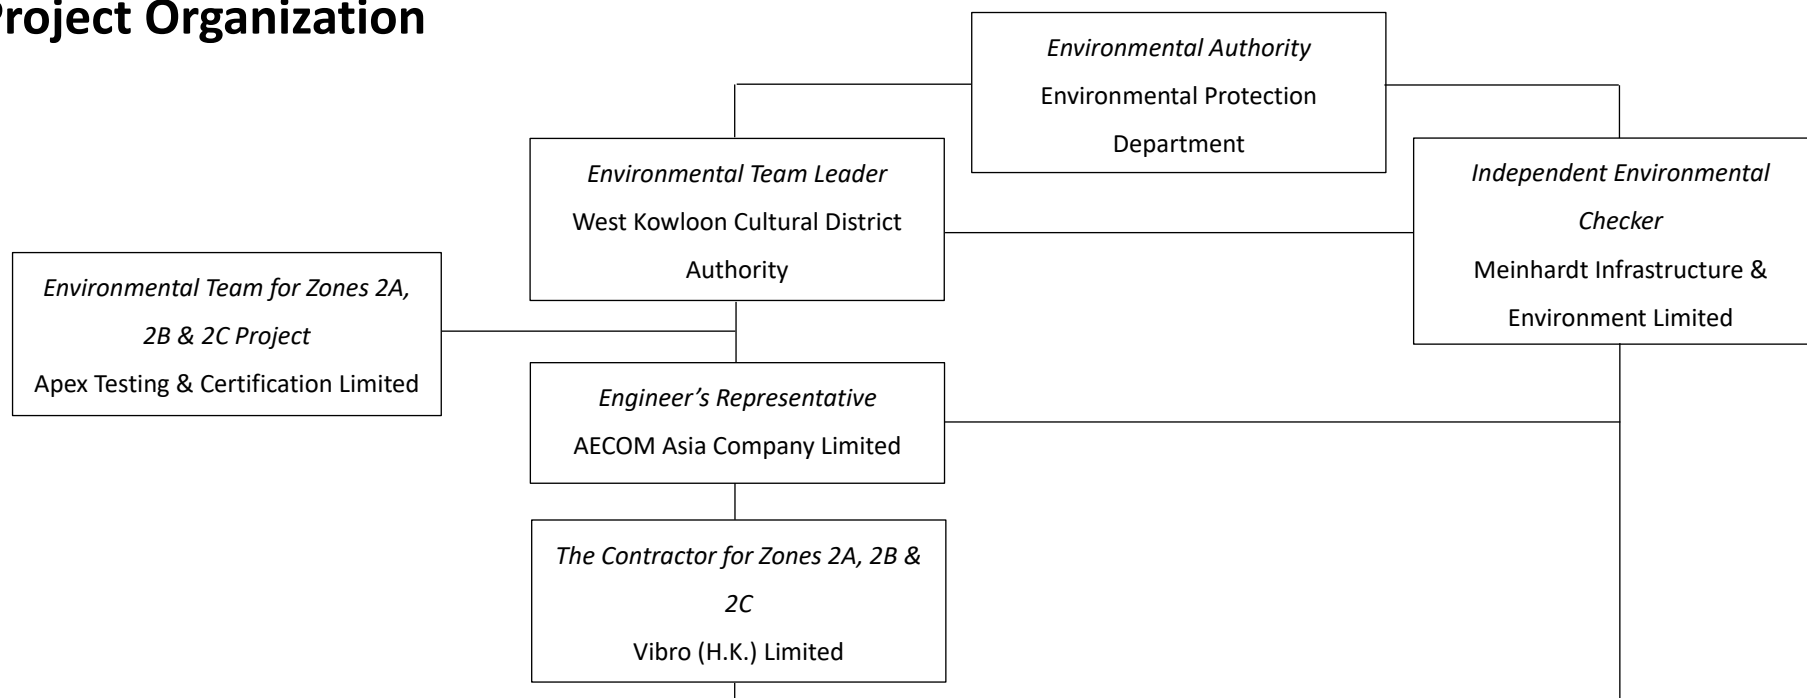 Project Organization
Environmental Authority
Environmental Protection
Department
Environmental Team Leader
West Kowloon Cultural District
Authority
Independent Environmental
Checker
Meinhardt Infrastructure &
Environment Limited
Environmental Team for Zones 2A,
2B & 2C Project
Apex Testing & Certification Limited
Engineer’s Representative
AECOM Asia Company Limited
The Contractor for Zones 2A, 2B &
2C
Vibro (H.K.) Limited